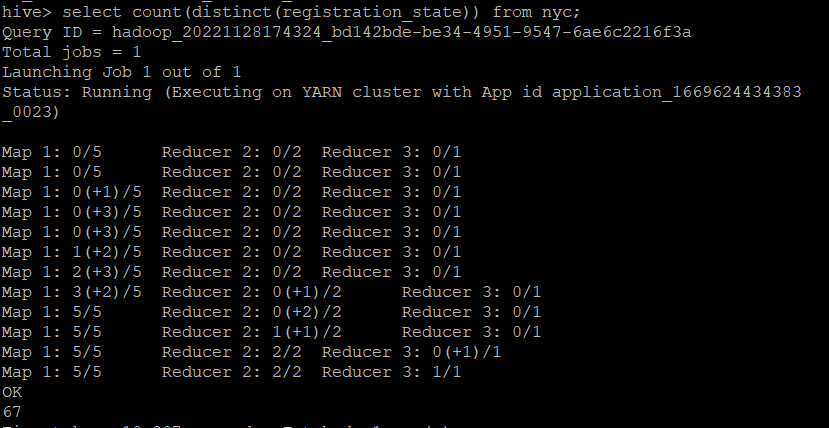 hive> select count(distinct(registration_state)) from nyc;
Query ID = hadoop_20221128174324_bd142bde-be34-4951-9547-6ae6c2216f3a
Total jobs = 1
Launching Job 1 out of 1
Status: Running (Executing on YARN cluster with App id application_1669624434383
_0023)
Map 1: 0/5 Reducer 2: 0/2 Reducer 3: 0/1
Map 1: 0/5 Reducer 2: 0/2 Reducer 3: 0/1
Map 1: 0(+1)/5 Reducer 2: 0/2 Reducer 3: 0/1
Map 1: 0(+3)/5 Reducer 2: 0/2 Reducer 3: 0/1
Map 1: 0(+3)/5 Reducer 2: 0/2 Reducer 3: 0/1
Map 1: 1(+2)/5 Reducer 2: 0/2 Reducer 3: 0/1
Map 1: 2(+3)/5 Reducer 2: 0/2 Reducer 3: 0/1
Map 1: 3(+2)/5 Reducer 2: 0(+1)/2 Reducer 3: 0/1
Map 1: 5/5 Reducer 2: 0(+2)/2 Reducer 3: 0/1
Map 1: 5/5 Reducer 2: 1(+1)/2 Reducer 3: 0/1
Map 1: 5/5 Reducer 2: 2/2 Reducer 3: 0(+1)/1
Map 1: 5/5 Reducer 2: 2/2 Reducer 3: 1/1
OK
67